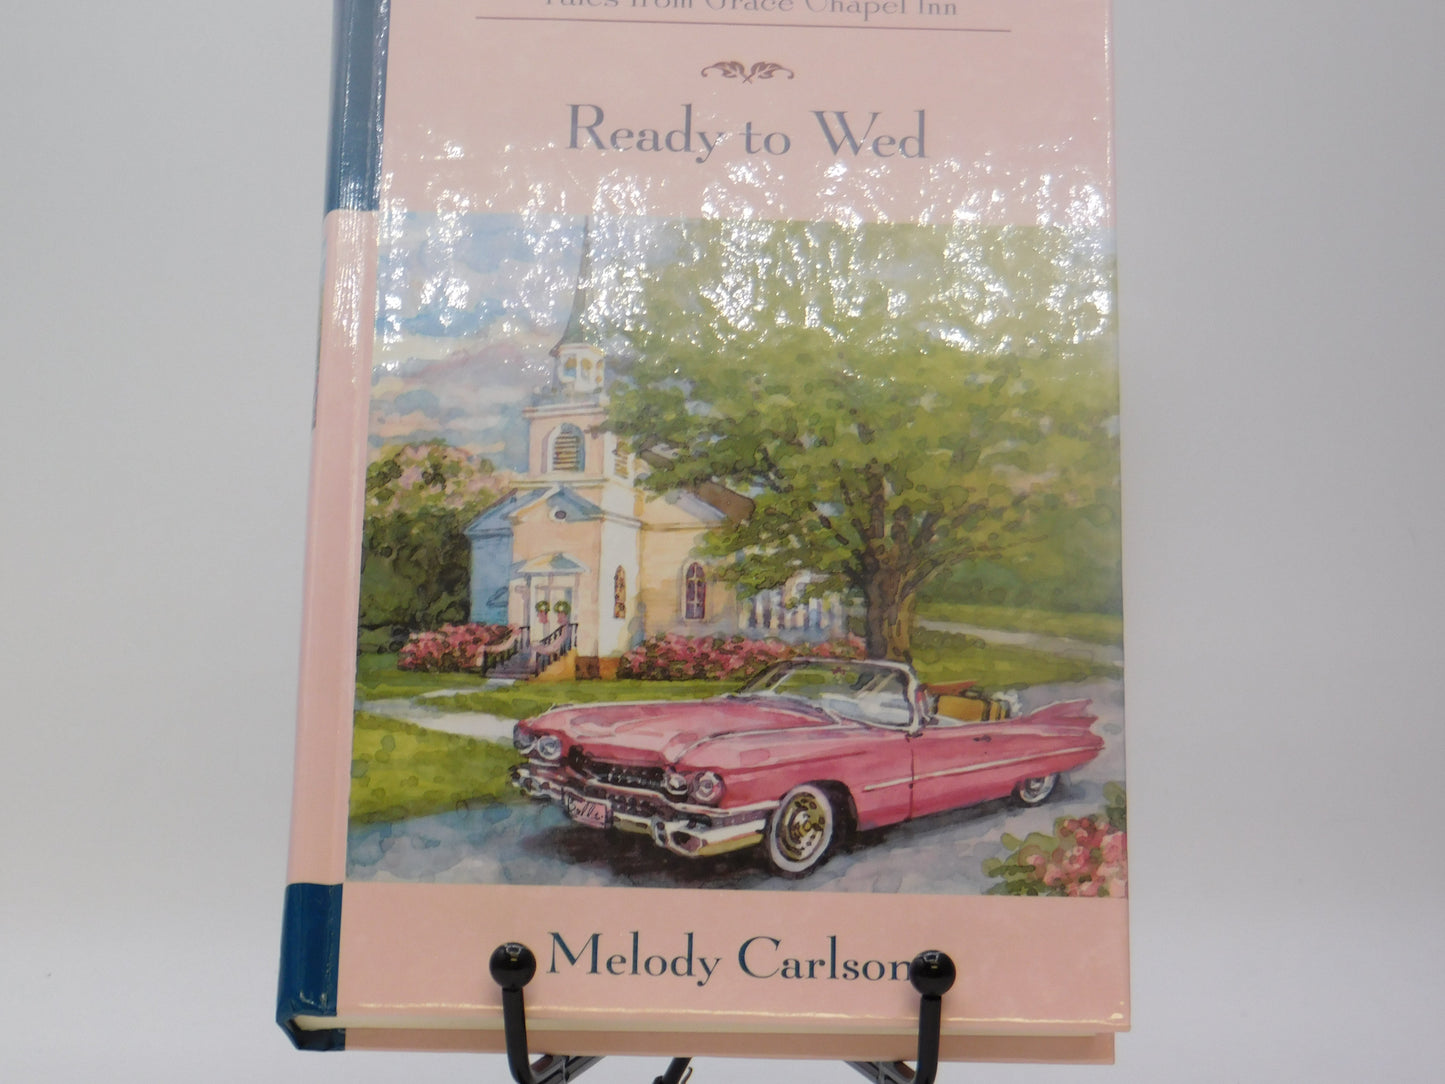 Tales from Grace Chapel Inn
Ready to Wed
Melody Carlson